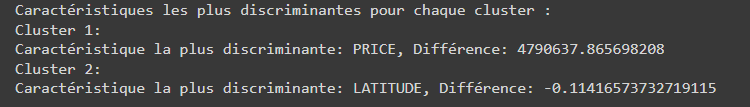 Caractéristiques les plus discriminantes pour chaque cluster :
Cluster 1:
Caractéristique la plus discriminante: PRICE, Différence: 4790637.865698208
Cluster 2:
Caractéristique la plus discriminante: LATITUDE, Différence: -0.11416573732719115